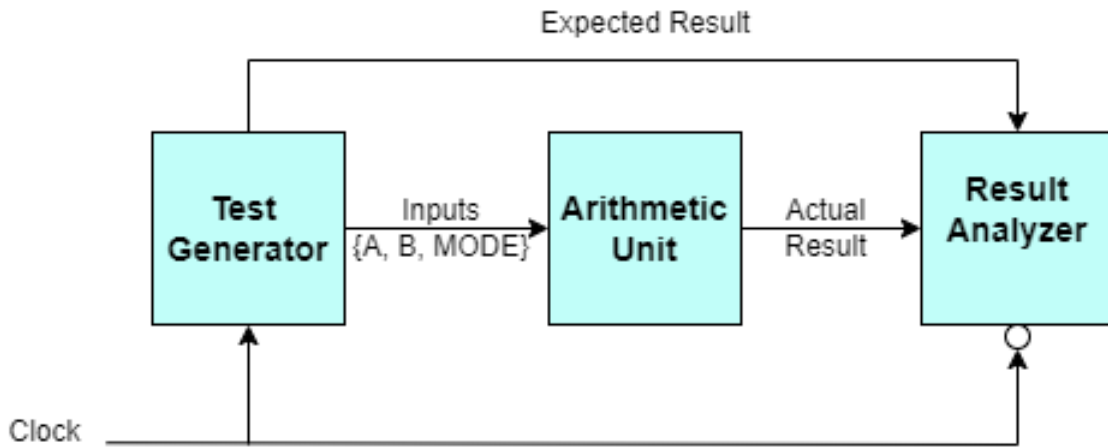 Expected Result
Test
Generator
Inputs
{A, B, MODE}
Arithmetic
Unit
Actual
Result
Result
Analyzer
Clock